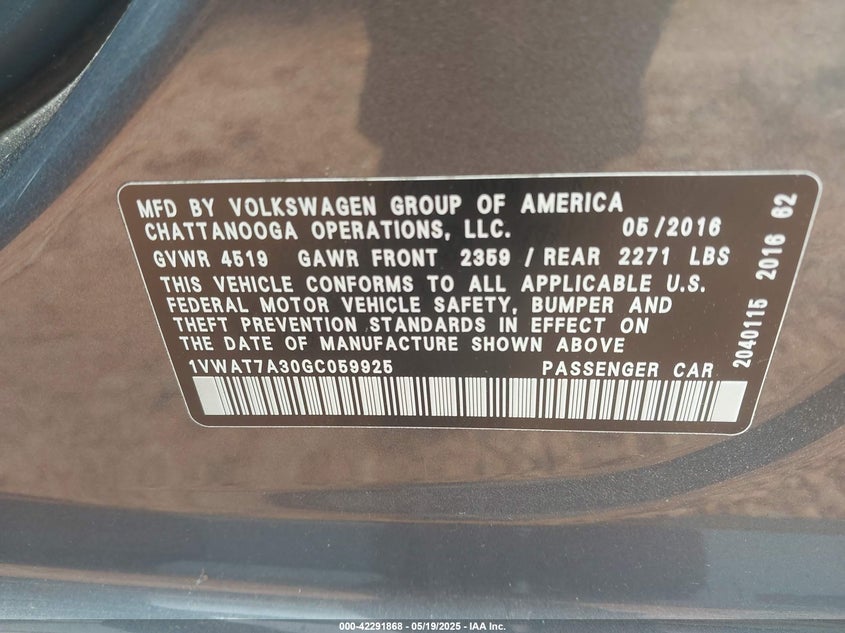 MFD BY VOLKSWAGEN GROUP OF AMERICA
CHATTANOOGA OPERATIONS, LLC. 05/2016
GVWR 4519 GAWR FRONT 2359 / REAR 2271 LBS
THIS VEHICLE CONFORMS TO ALL APPLICABLE U.S.
FEDERAL MOTOR VEHICLE SAFETY, BUMPER AND
THEFT PREVENTION STANDARDS IN EFFECT ON
THE DATE OF MANUFACTURE SHOWN ABOVE
1VWAT7A30GC059925 PASSENGER CAR
2040115 2016 62
000-42291868 - 05/19/2025 - IAA Inc.